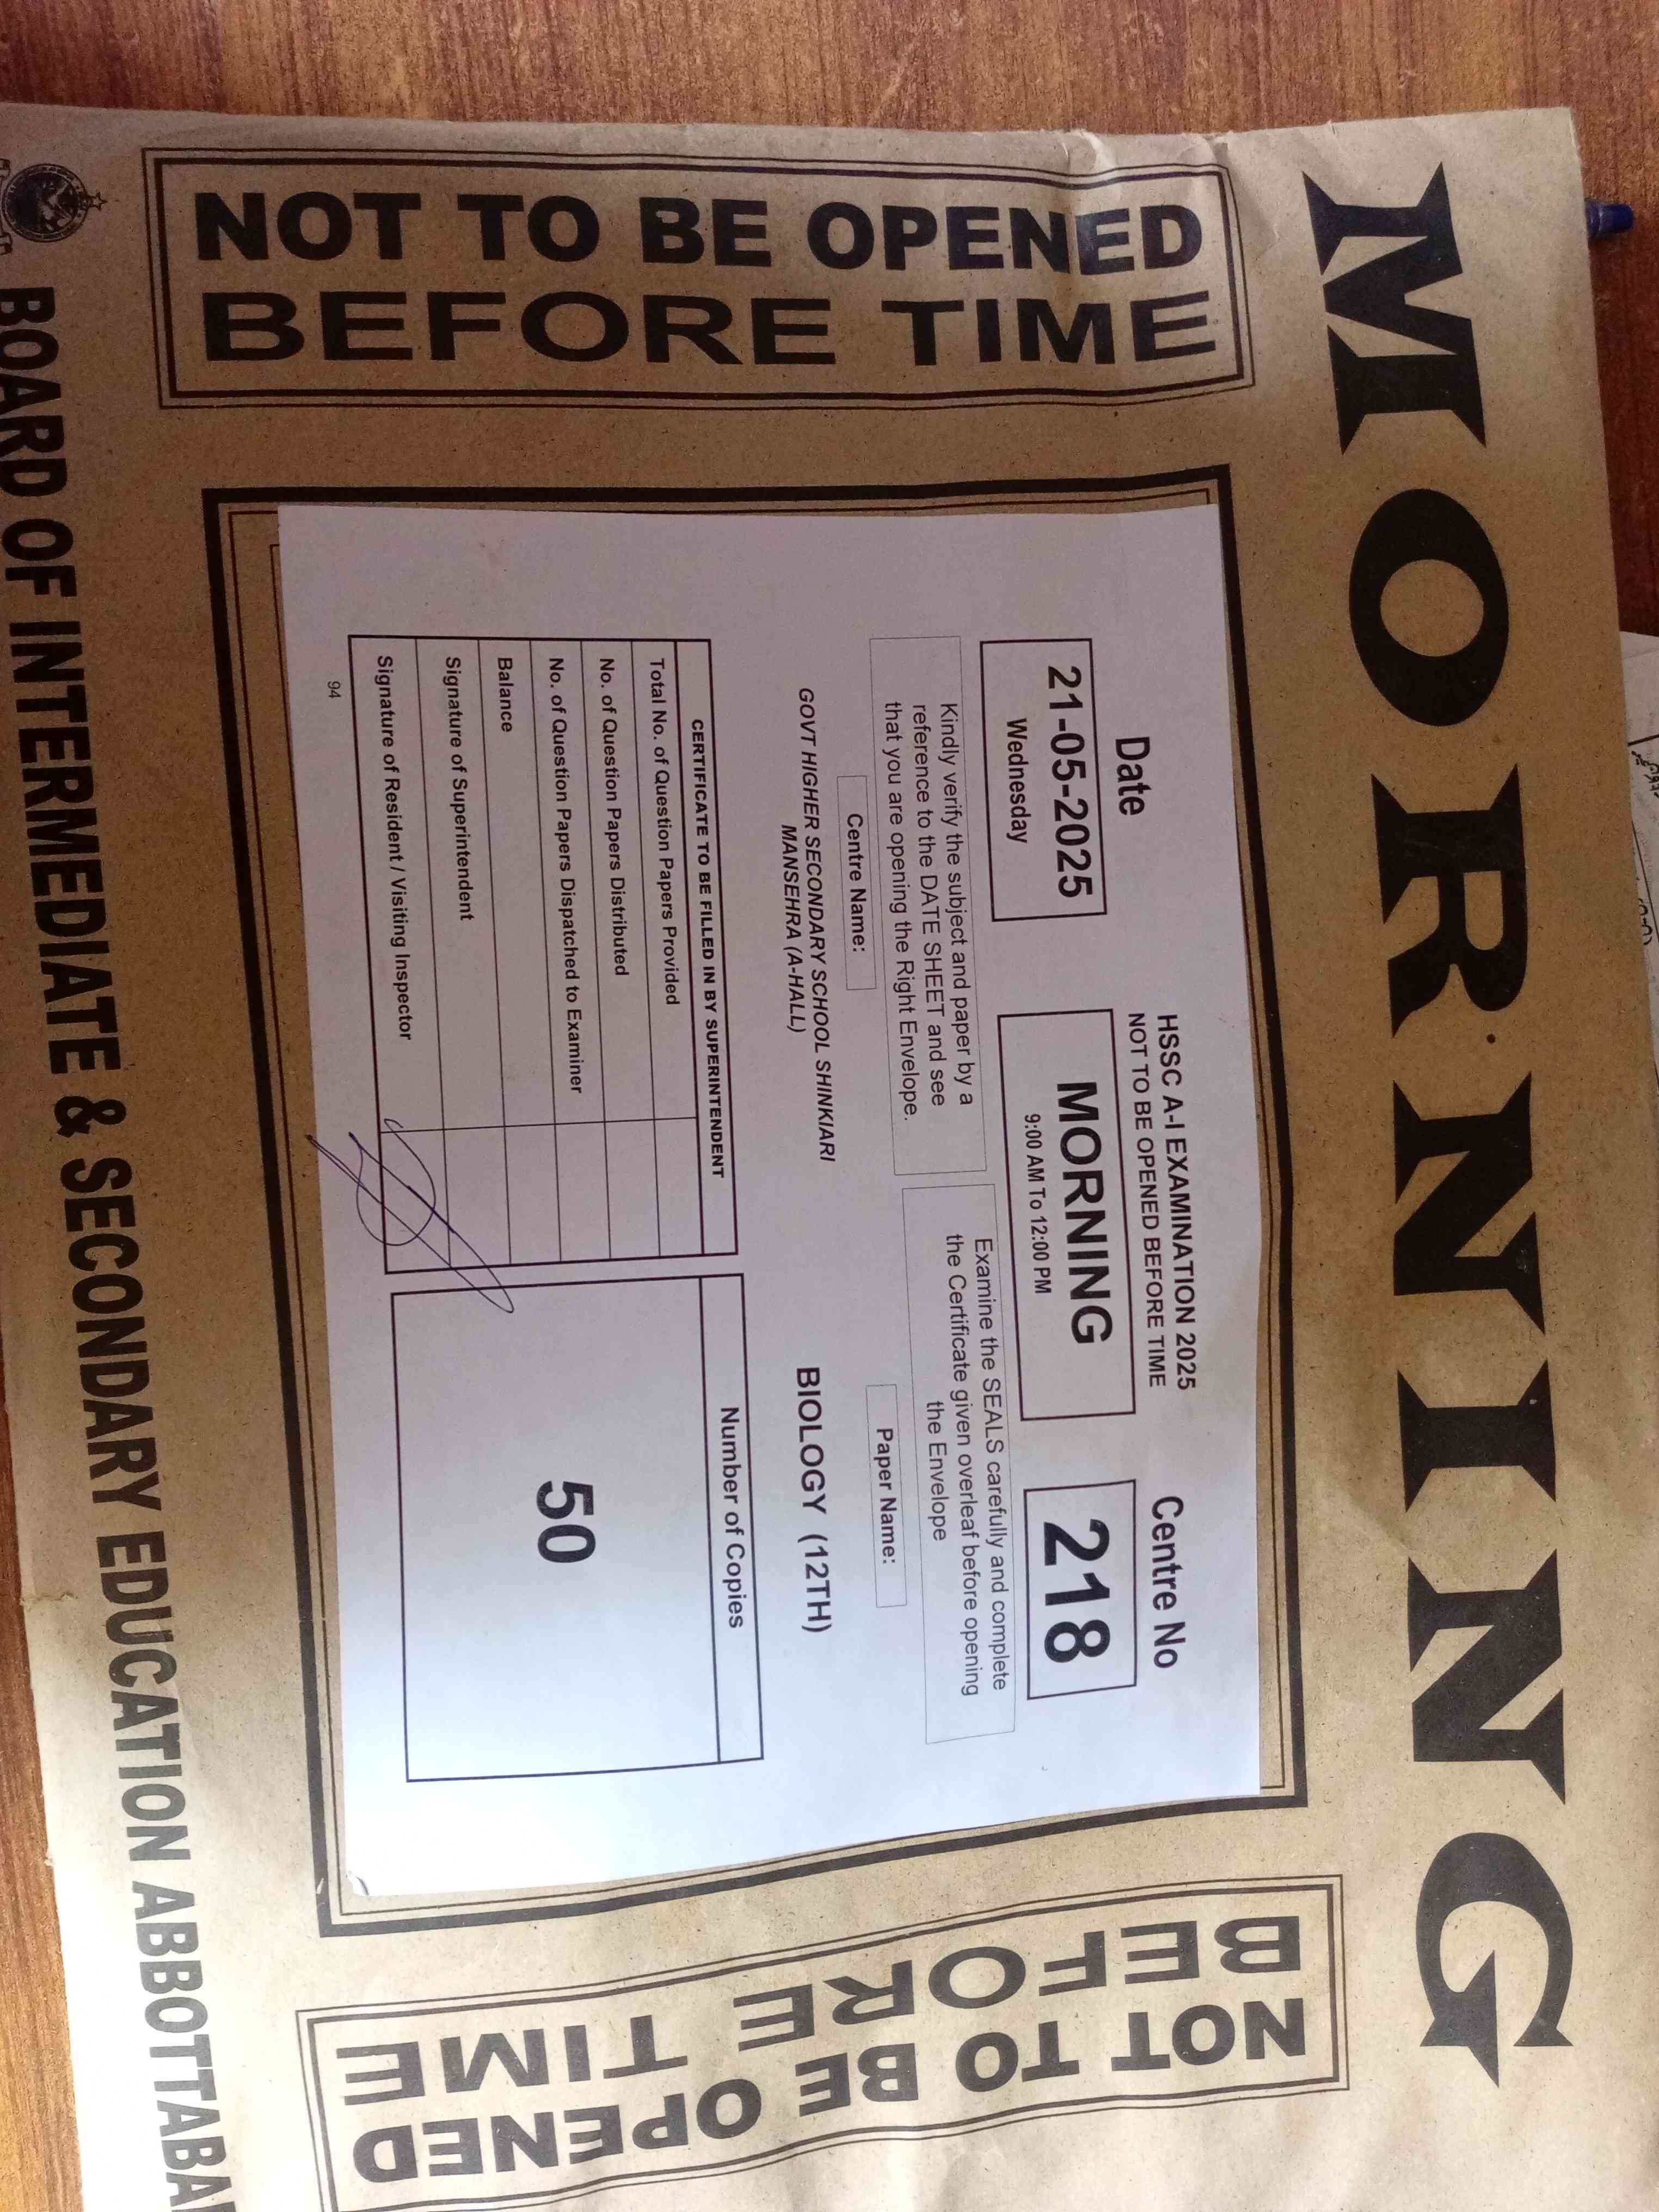 MORNING
NOT TO BE OPENED
BEFORE TIME
Date
21-05-2025
Wednesday
HSSC A-I EXAMINATION 2025
NOT TO BE OPENED BEFORE TIME
MORNING
9:00 AM To 12:00 PM
Centre No
218
Kindly verify the subject and paper by a
reference to the DATE SHEET and see
that you are opening the Right Envelope.
Examine the SEALS carefully and complete
the Certificate given overleaf before opening
the Envelope
Centre Name:
GOVT HIGHER SECONDARY SCHOOL SHINKIARI
MANSEHRA (A-HALL)
Paper Name:
BIOLOGY (12TH)
CERTIFICATE TO BE FILLED IN BY SUPERINTENDENT
Total No. of Question Papers Provided
No. of Question Papers Distributed
No. of Question Papers Dispatched to Examiner
Balance
Signature of Superintendent
Signature of Resident / Visiting Inspector
Number of Copies
50
94
NOT TO BE OPENED
BEFORE TIME
BOARD OF INTERMEDIATE & SECONDARY EDUCATION ABBOTTABA